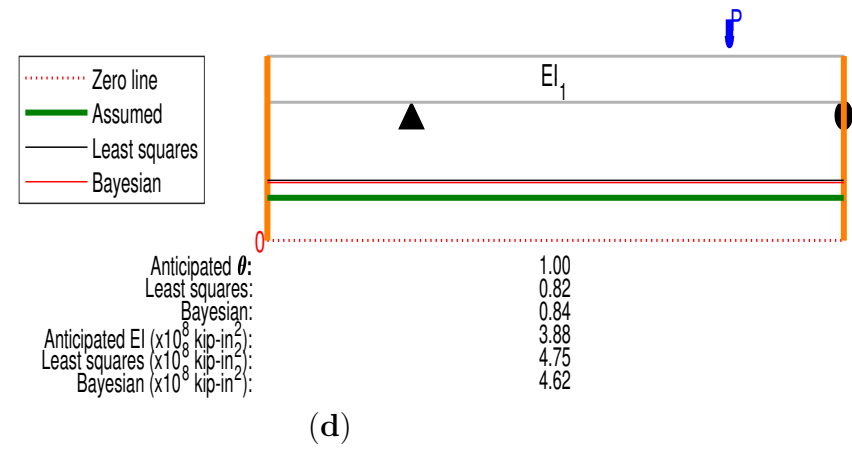 P
EI1
Zero line
Assumed
Least squares
Bayesian
0
Anticipated θ: 1.00
Least squares: 0.82
Bayesian: 0.84
Anticipated EI (x10^8 kip-in^2): 3.88
Least squares (x10^8 kip-in^2): 4.75
Bayesian (x10^8 kip-in^2): 4.62
(d)